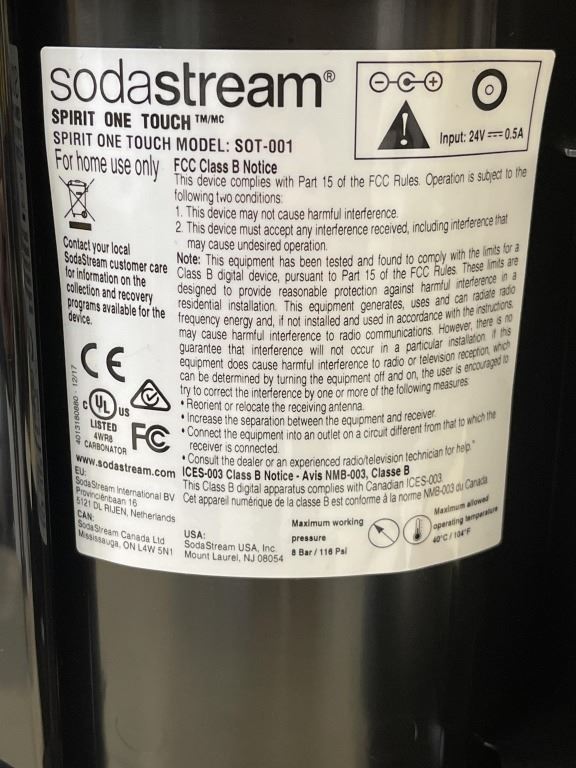 sodastream®
SPIRIT ONE TOUCH TM/MC
SPIRIT ONE TOUCH MODEL: SOT-001
Input: 24V 0.5A
For home use only
FCC Class B Notice
This device complies with Part 15 of the FCC Rules. Operation is subject to the
following two conditions:
1. This device may not cause harmful interference.
2. This device must accept any interference received, including interference that
may cause undesired operation.
Note: This equipment has been tested and found to comply with the limits for a
Class B digital device, pursuant to Part 15 of the FCC Rules. These limits are
designed to provide reasonable protection against harmful interference in a
residential installation. This equipment generates, uses and can radiate radio
frequency energy and, if not installed and used in accordance with the instructions,
may cause harmful interference to radio communications. However, there is no
guarantee that interference will not occur in a particular installation. If this
equipment does cause harmful interference to radio or television reception, which
can be determined by turning the equipment off and on, the user is encouraged to
try to correct the interference by one or more of the following measures:
• Reorient or relocate the receiving antenna.
• Increase the separation between the equipment and receiver.
• Connect the equipment into an outlet on a circuit different from that to which the
receiver is connected.
• Consult the dealer or an experienced radio/television technician for help."
ICES-003 Class B Notice - Avis NMB-003, Classe B
This Class B digital apparatus complies with Canadian ICES-003.
Cet appareil numérique de la classe B est conforme à la norme NMB-003 du Canada
Contact your local
SodaStream customer care
for information on the
collection and recovery
programs available for the
device.
CE
4013180880 - 12/17
C UL US
LISTED
4WR8
CARBONATOR
FC
www.sodastream.com
EU:
SodaStream International BV
Provinciënbaan 16
5121 DL RIJEN, Netherlands
CAN:
SodaStream Canada Ltd
Mississauga, ON L4W 5N1
USA:
SodaStream USA, Inc.
Mount Laurel, NJ 08054
Maximum working
pressure
8 Bar / 116 Psi
Maximum allowed
operating temperature
40°C / 104°F